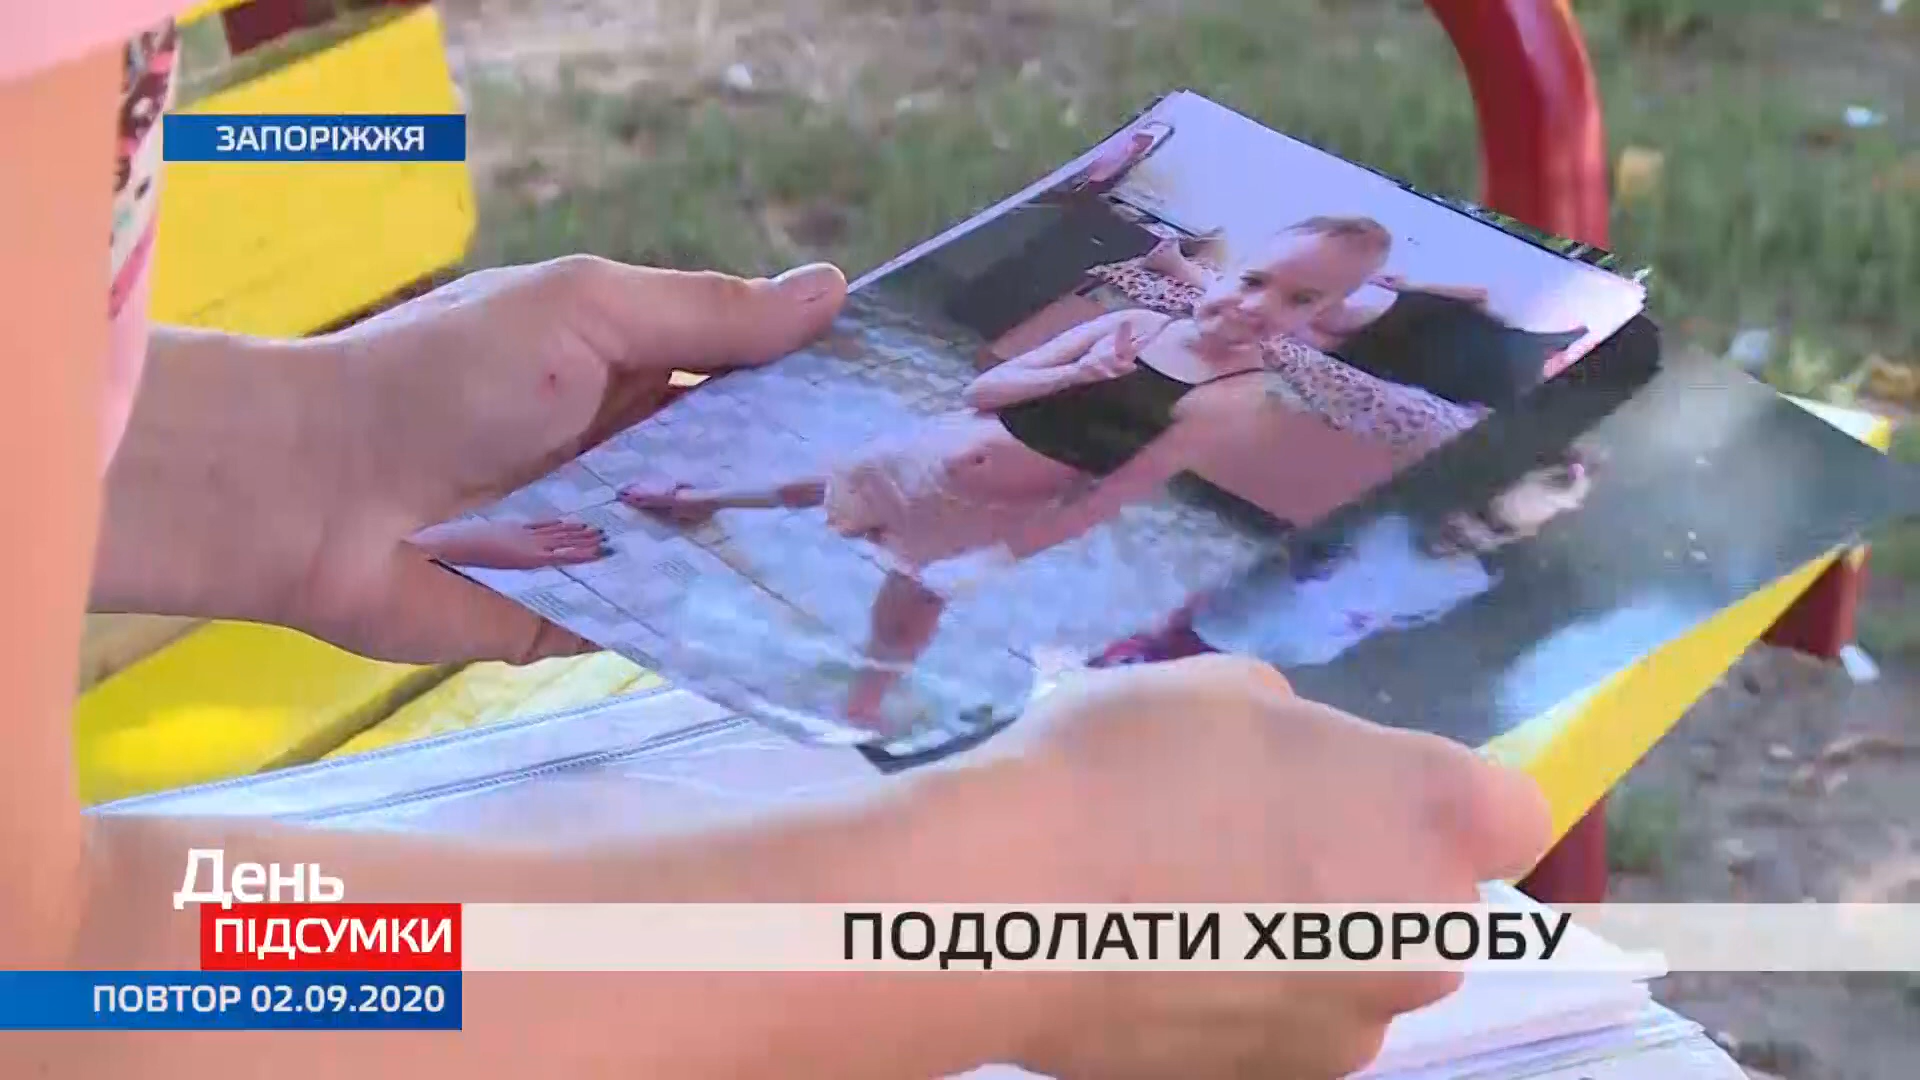 ЗАПОРІЖЖЯ
День
ПІДСУМКИ
ПОДОЛАТИ ХВОРОБУ
ПОВТОР 02.09.2020